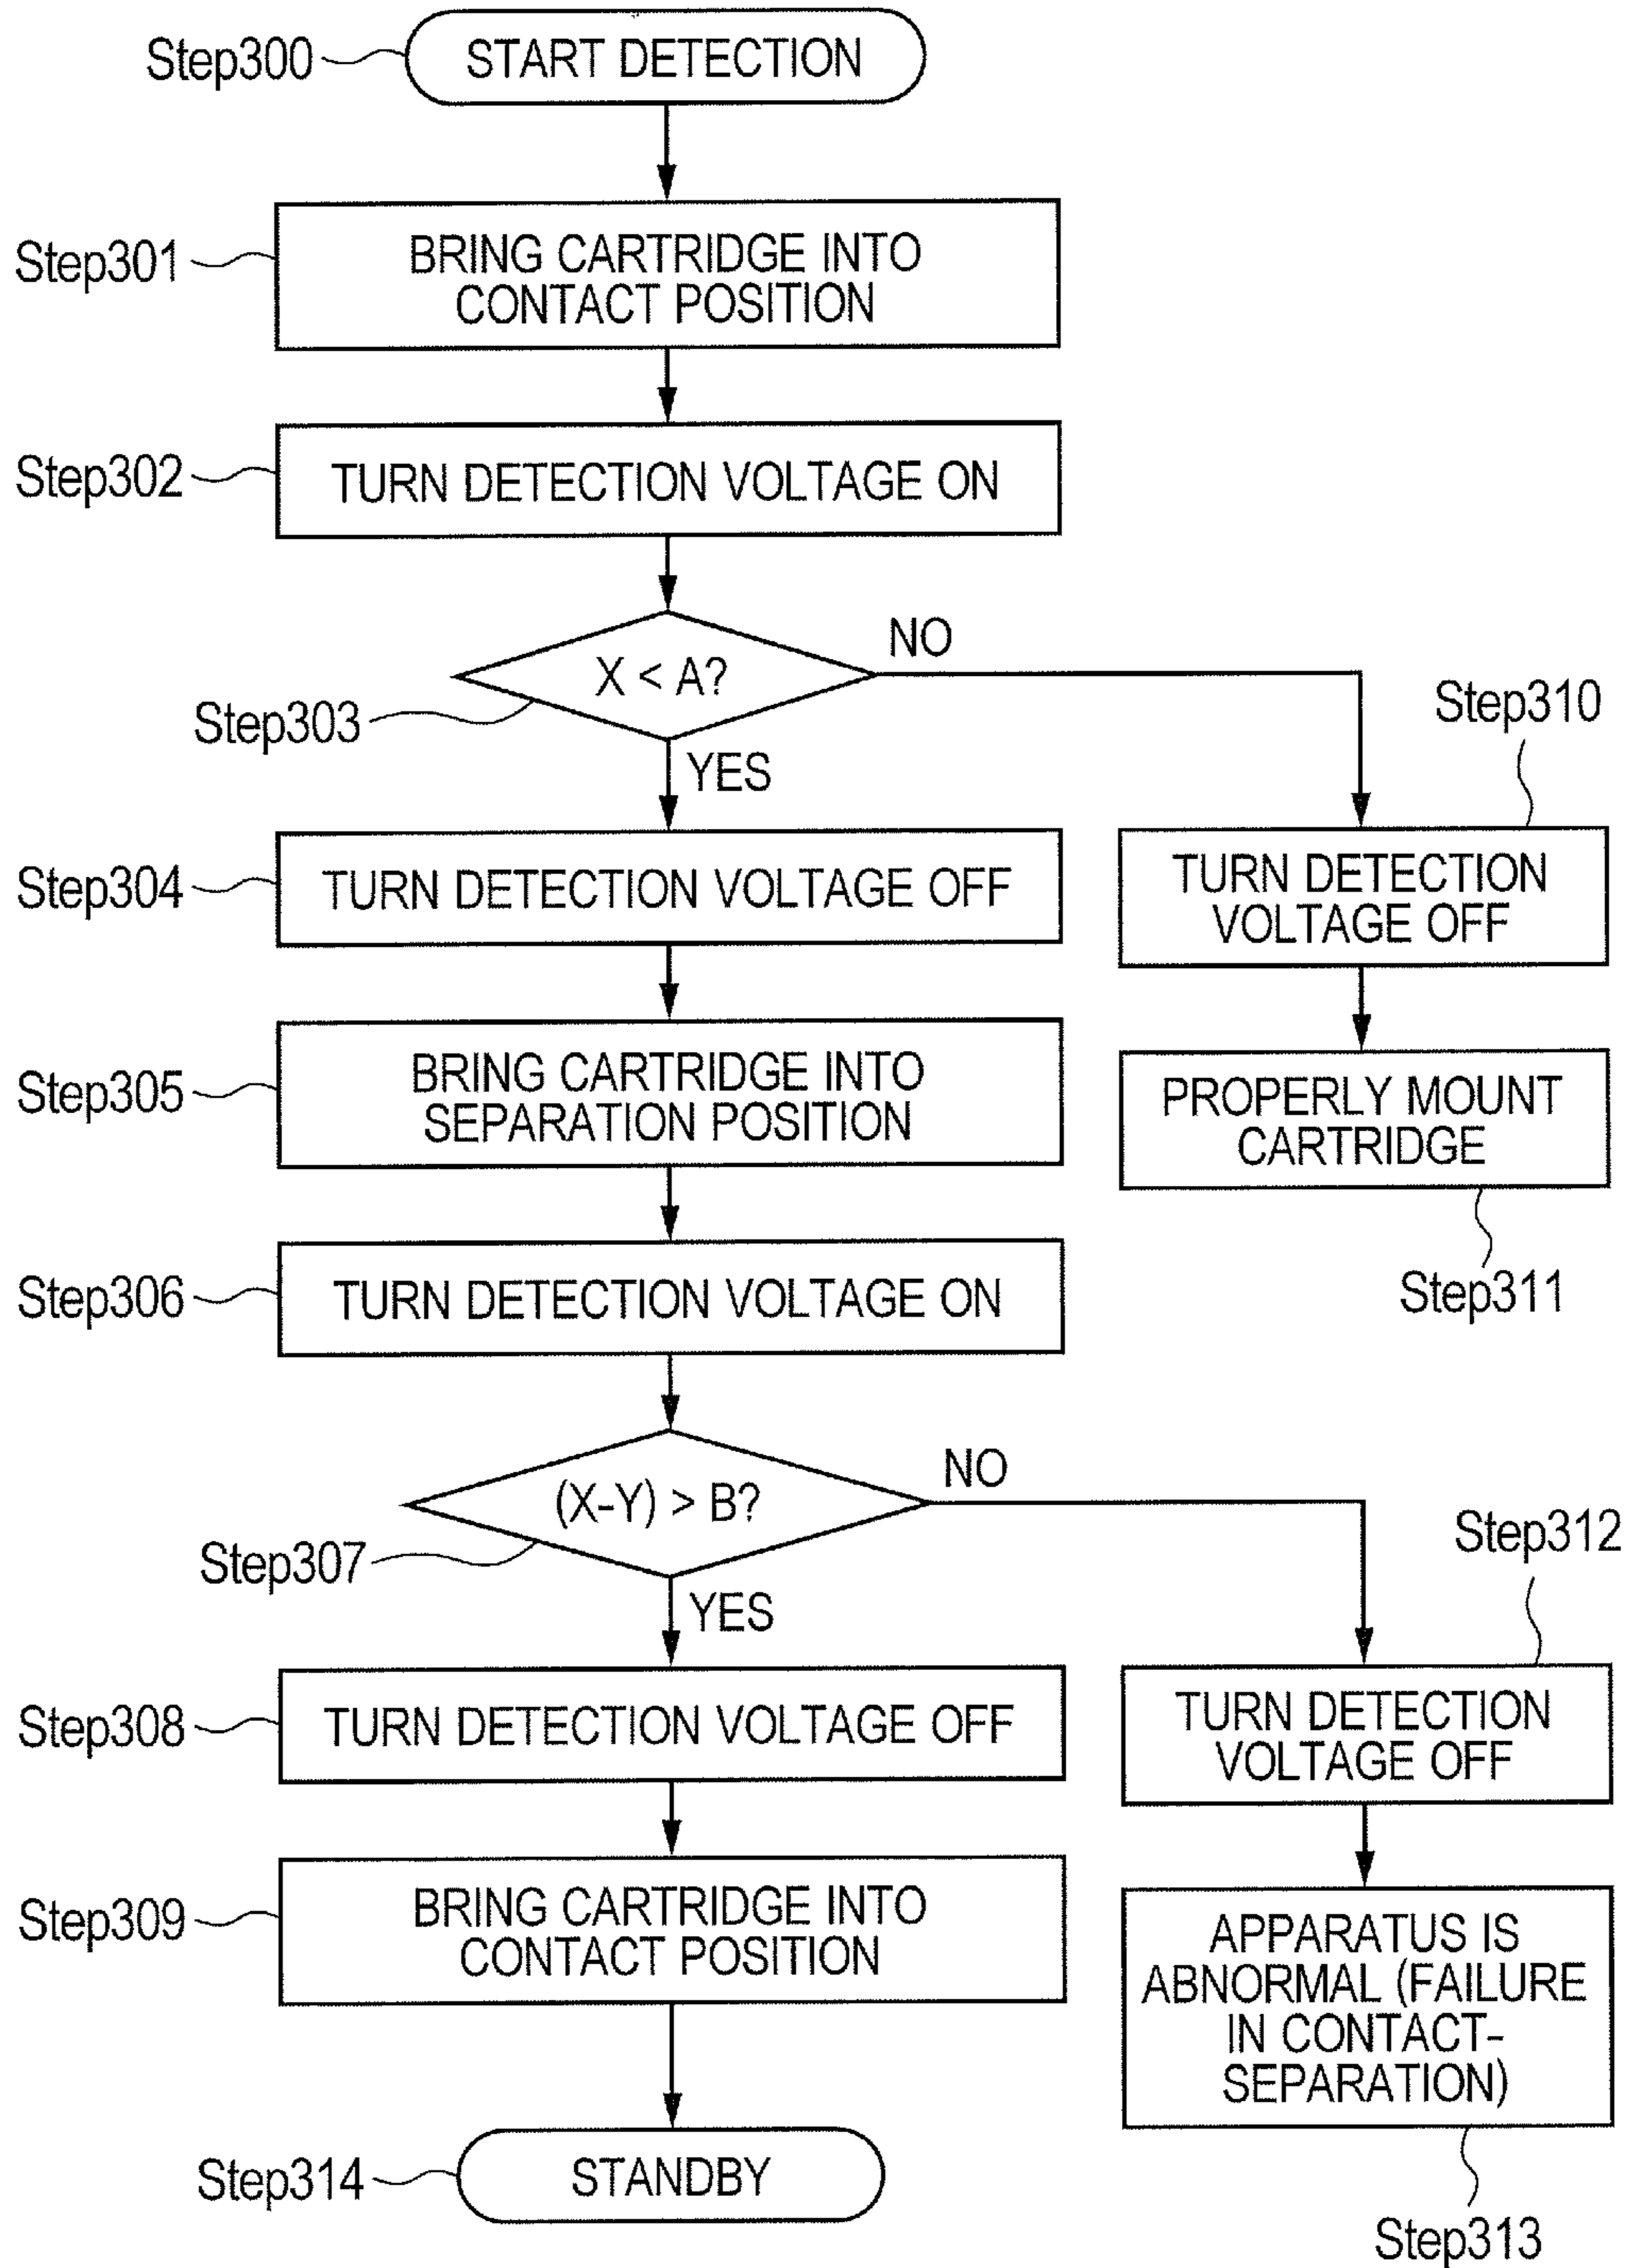 Step300
START DETECTION
Step301
BRING CARTRIDGE INTO
CONTACT POSITION
Step302
TURN DETECTION VOLTAGE ON
Step303
X < A?
NO
YES
Step304
TURN DETECTION VOLTAGE OFF
Step310
TURN DETECTION
VOLTAGE OFF
Step305
BRING CARTRIDGE INTO
SEPARATION POSITION
PROPERLY MOUNT
CARTRIDGE
Step311
Step306
TURN DETECTION VOLTAGE ON
Step307
(X-Y) > B?
NO
YES
Step308
TURN DETECTION VOLTAGE OFF
Step312
TURN DETECTION
VOLTAGE OFF
Step309
BRING CARTRIDGE INTO
CONTACT POSITION
APPARATUS IS
ABNORMAL (FAILURE
IN CONTACT-
SEPARATION)
Step313
Step314
STANDBY